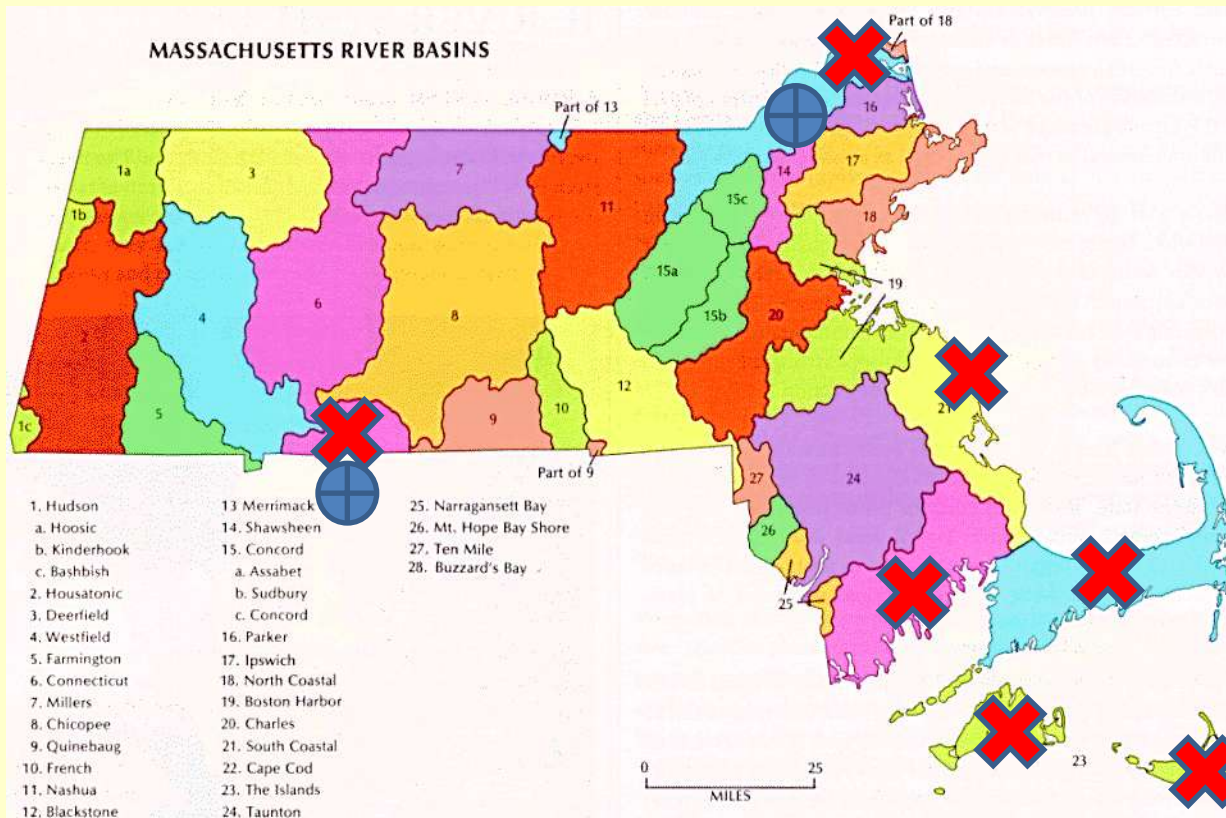 MASSACHUSETTS RIVER BASINS
Part of 18
Part of 13
1a
3
7
16
17
14
1b
11
15c
18
15a
19
6
4
8
15b
20
2
12
21
5
9
10
1c
Part of 9
27
24
26
25
23
1. Hudson
a. Hoosic
b. Kinderhook
c. Bashbish
2. Housatonic
3. Deerfield
4. Westfield
5. Farmington
6. Connecticut
7. Millers
8. Chicopee
9. Quinebaug
10. French
11. Nashua
12. Blackstone
13 Merrimack
14. Shawsheen
15. Concord
a. Assabet
b. Sudbury
c. Concord
16. Parker
17. Ipswich
18. North Coastal
19. Boston Harbor
20. Charles
21. South Coastal
22. Cape Cod
23. The Islands
24. Taunton
25. Narragansett Bay
26. Mt. Hope Bay Shore
27. Ten Mile
28. Buzzard's Bay
0 25
MILES